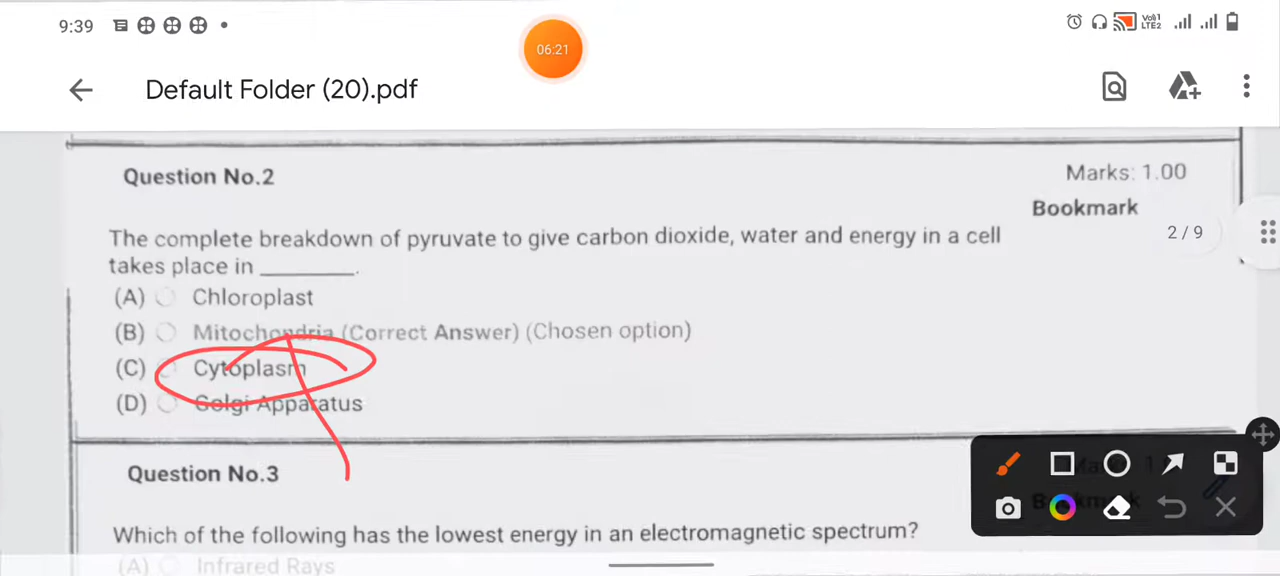 9:39
06:21
Vol) 1
LTE2
Default Folder (20).pdf
Question No.2
Marks: 1.00
Bookmark
2 / 9
The complete breakdown of pyruvate to give carbon dioxide, water and energy in a cell
takes place in ________.
(A) Chloroplast
(B) Mitochondria (Correct Answer) (Chosen option)
(C) Cytoplasm
(D) Golgi Apparatus
Question No.3
Which of the following has the lowest energy in an electromagnetic spectrum?
(A) Infrared Rays